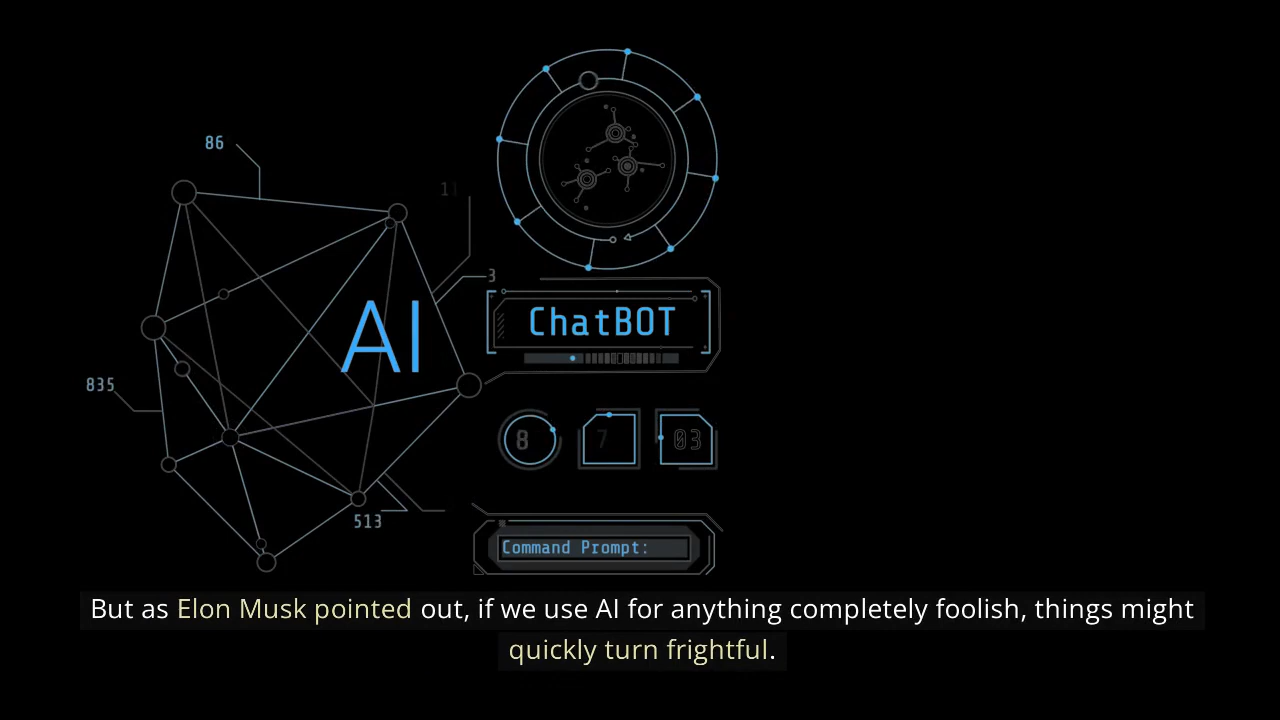 86
3
AI
ChatBOT
835
8
7
03
513
Command Prompt:
But as Elon Musk pointed out, if we use AI for anything completely foolish, things might
quickly turn frightful.